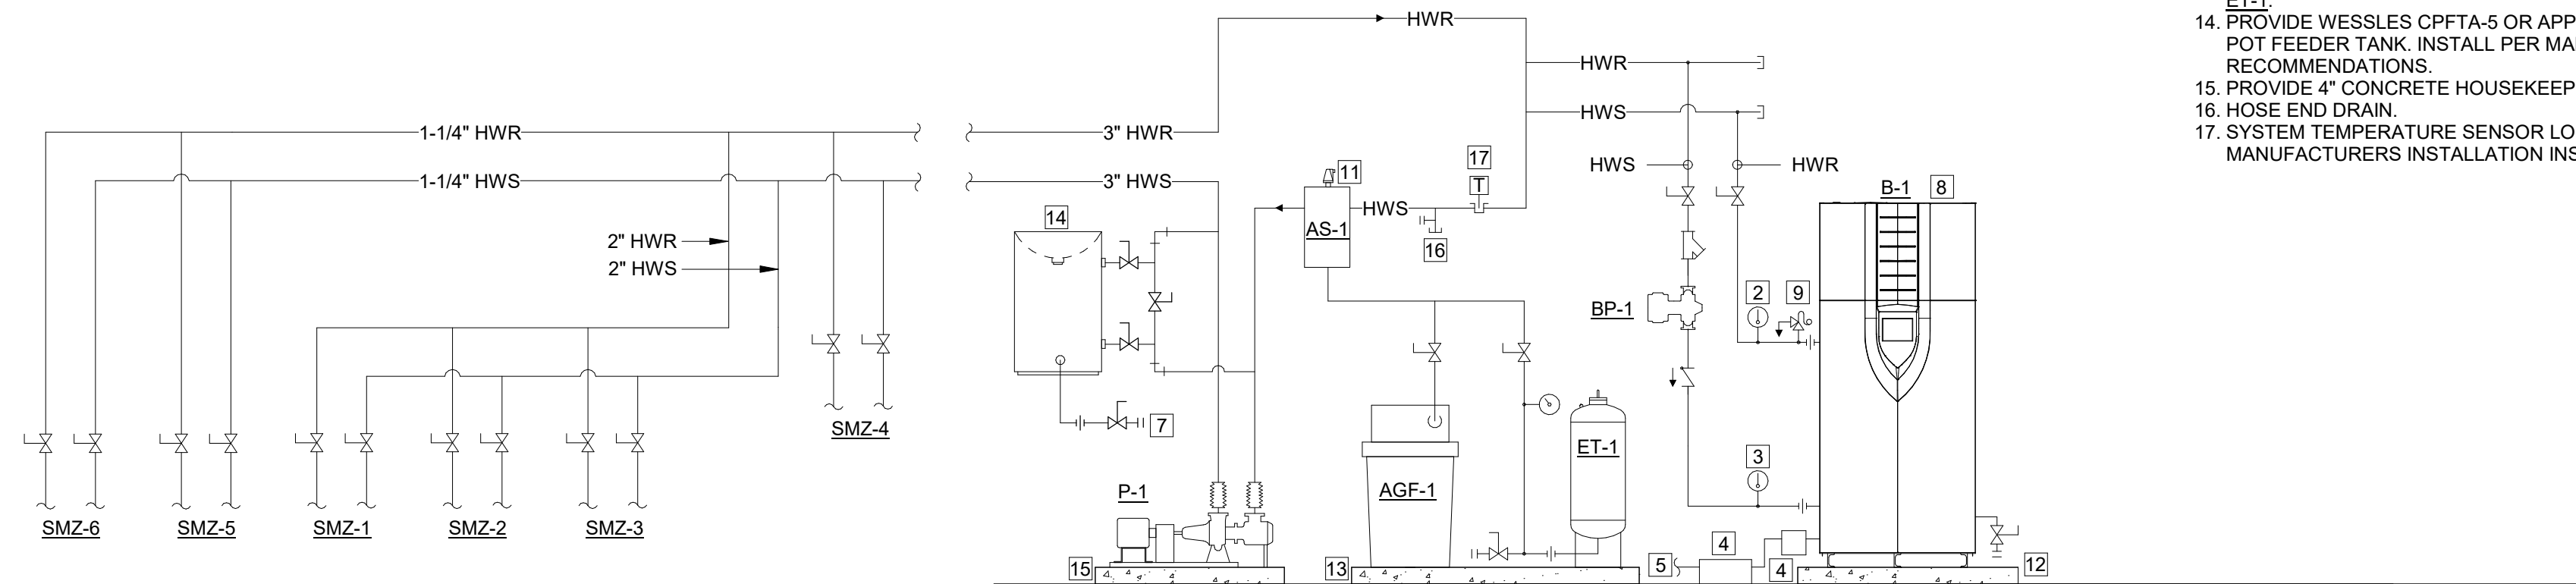 ET-1.
14. PROVIDE WESSLES CPFTA-5 OR APP
POT FEEDER TANK. INSTALL PER MA
RECOMMENDATIONS.
15. PROVIDE 4" CONCRETE HOUSEKEEP
16. HOSE END DRAIN.
17. SYSTEM TEMPERATURE SENSOR LO
MANUFACTURERS INSTALLATION INS
HWR
HWR
HWS
1-1/4" HWR
3" HWR
1-1/4" HWS
3" HWS
HWS
HWR
17
T
11
B-1
8
14
HWS
AS-1
16
2" HWR
2" HWS
BP-1
2
9
7
SMZ-4
ET-1
3
AGF-1
P-1
SMZ-6
SMZ-5
SMZ-1
SMZ-2
SMZ-3
15
13
5
4
4
12